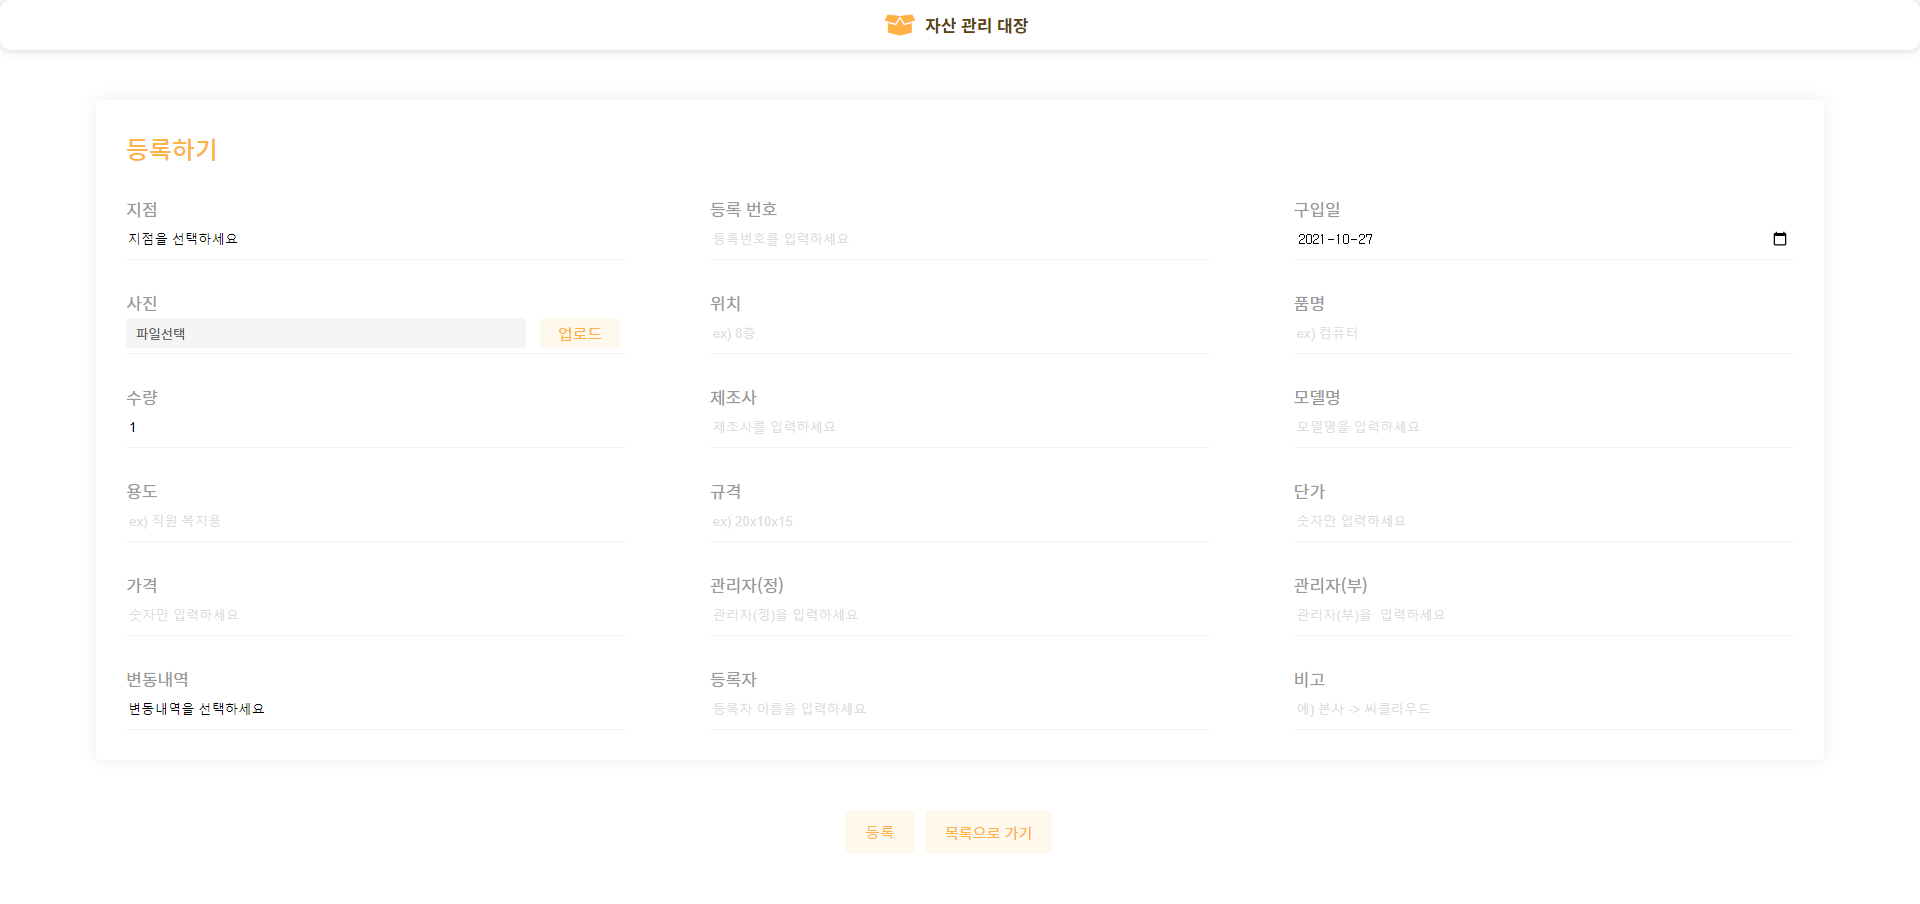 자산 관리 대장
등록하기
지점
지점을 선택하세요
등록 번호
등록번호를 입력하세요
구입일
2021-10-27
사진
파일선택
업로드
위치
ex) 8층
품명
ex) 컴퓨터
수량
1
제조사
제조사를 입력하세요
모델명
모델명을 입력하세요
용도
ex) 직원 복지용
규격
ex) 20x10x15
단가
숫자만 입력하세요
가격
숫자만 입력하세요
관리자(정)
관리자(정)을 입력하세요
관리자(부)
관리자(부)을 입력하세요
변동내역
변동내역을 선택하세요
등록자
등록자 이름을 입력하세요
비고
예) 본사 -> 씨클라우드
등록
목록으로 가기